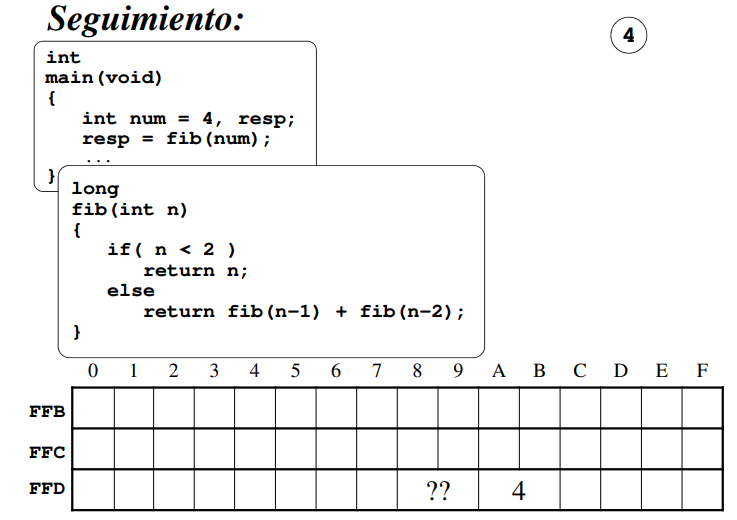 Seguimiento:
4
int
main(void)
{
int num = 4, resp;
resp = fib(num);
...
}
long
fib(int n)
{
if( n < 2 )
return n;
else
return fib(n-1) + fib(n-2);
}
0 1 2 3 4 5 6 7 8 9 A B C D E F
FFB
FFC
FFD ?? 4